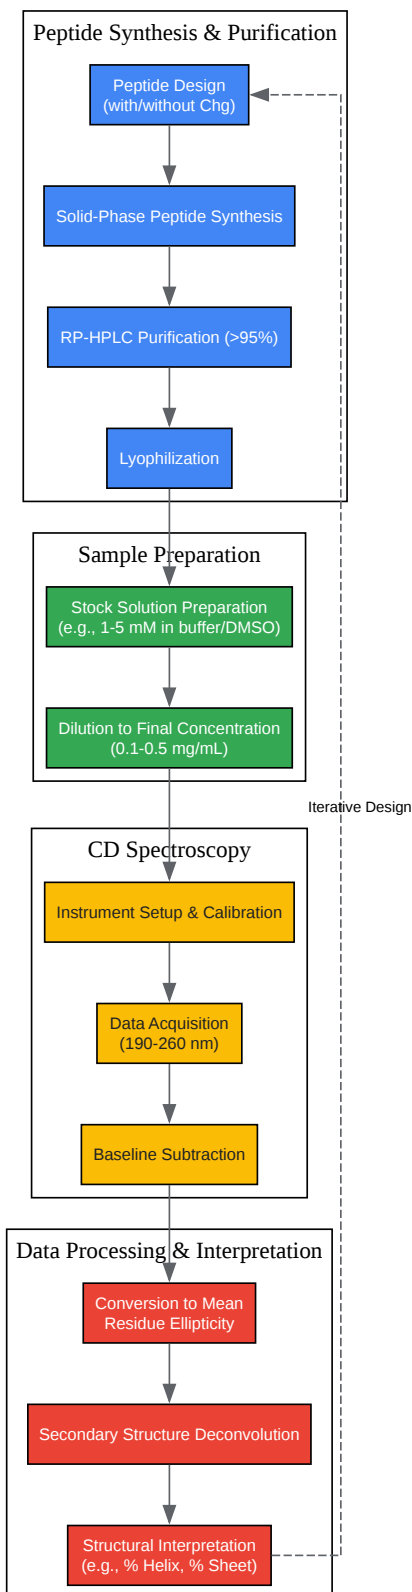 Peptide Synthesis & Purification
Peptide Design
(with/without Chg)
Solid-Phase Peptide Synthesis
RP-HPLC Purification (>95%)
Lyophilization
Sample Preparation
Stock Solution Preparation
(e.g., 1-5 mM in buffer/DMSO)
Dilution to Final Concentration
(0.1-0.5 mg/mL)
Iterative Design
CD Spectroscopy
Instrument Setup & Calibration
Data Acquisition
(190-260 nm)
Baseline Subtraction
Data Processing & Interpretation
Conversion to Mean
Residue Ellipticity
Secondary Structure Deconvolution
Structural Interpretation
(e.g., % Helix, % Sheet)